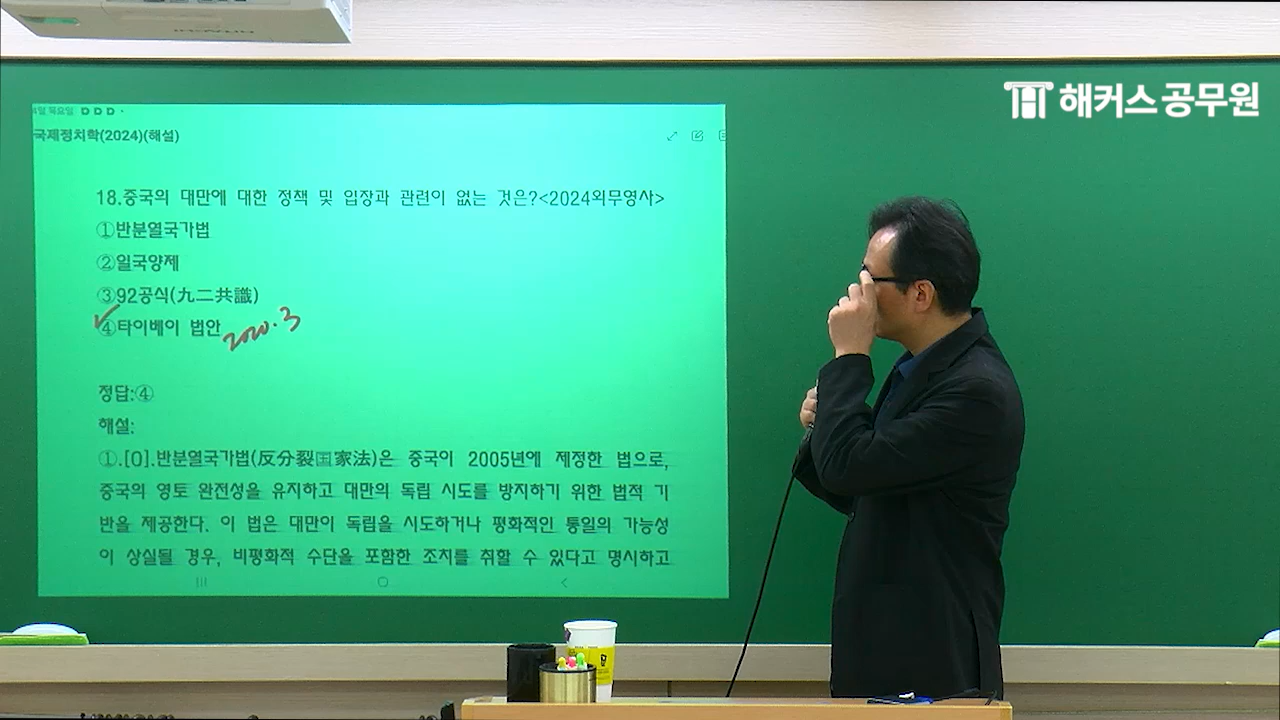 해커스공무원
국제정치학(2024)(해설)
18.중국의 대만에 대한 정책 및 입장과 관련이 없는 것은?<2024외무영사>
①반분열국가법
②일국양제
③92공식(九二共識)
④타이베이 법안 2020.3
정답:④
해설:
①.[O].반분열국가법(反分裂国家法)은 중국이 2005년에 제정한 법으로,
중국의 영토 완전성을 유지하고 대만의 독립 시도를 방지하기 위한 법적 기
반을 제공한다. 이 법은 대만이 독립을 시도하거나 평화적인 통일의 가능성
이 상실될 경우, 비평화적 수단을 포함한 조치를 취할 수 있다고 명시하고